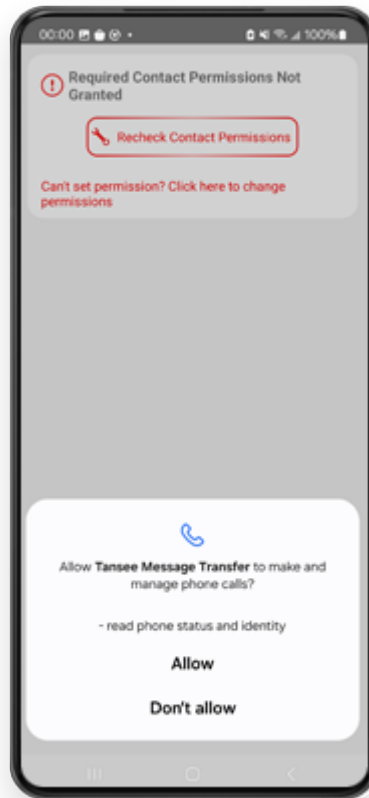 00:00
100%
Required Contact Permissions Not
Granted
Recheck Contact Permissions
Can't set permission? Click here to change
permissions
Allow Tansee Message Transfer to make and
manage phone calls?
- read phone status and identity
Allow
Don't allow